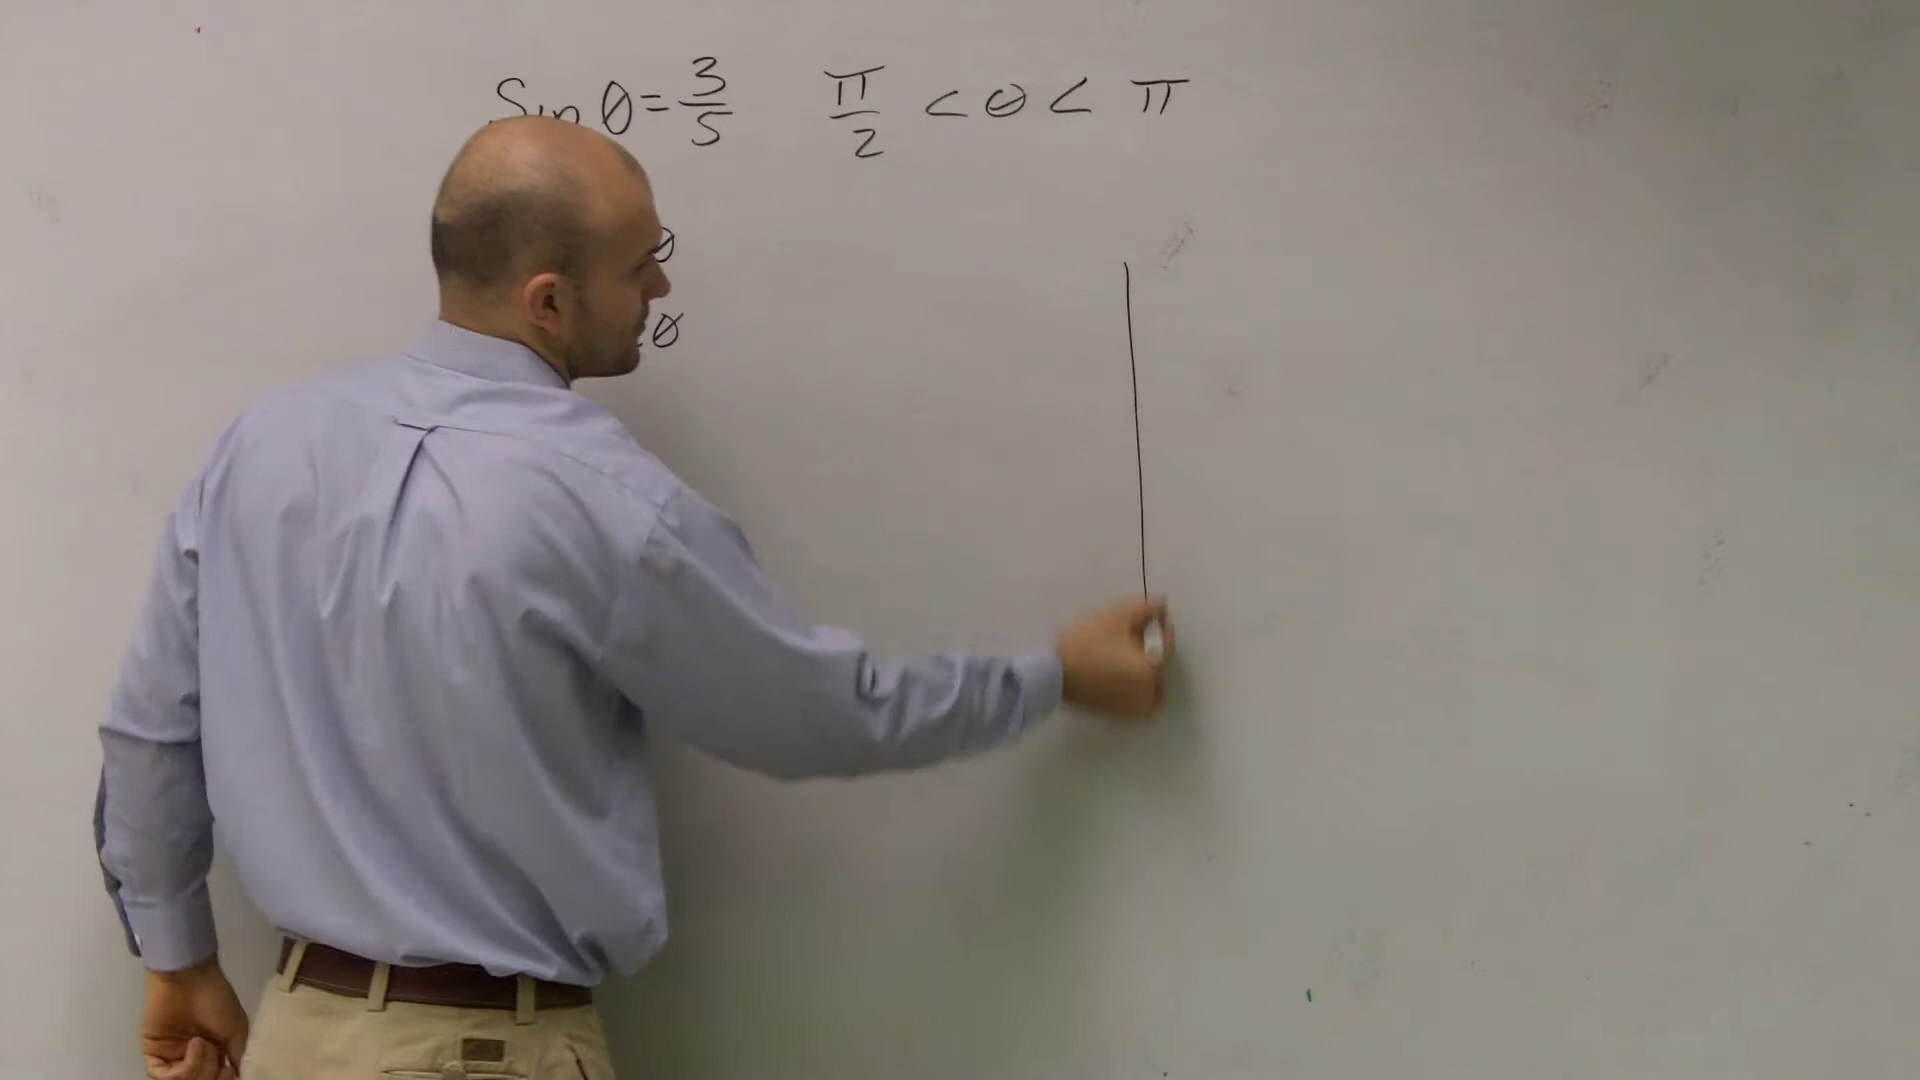 Sin θ = 3/5 π/2 < θ < π
θ
θ